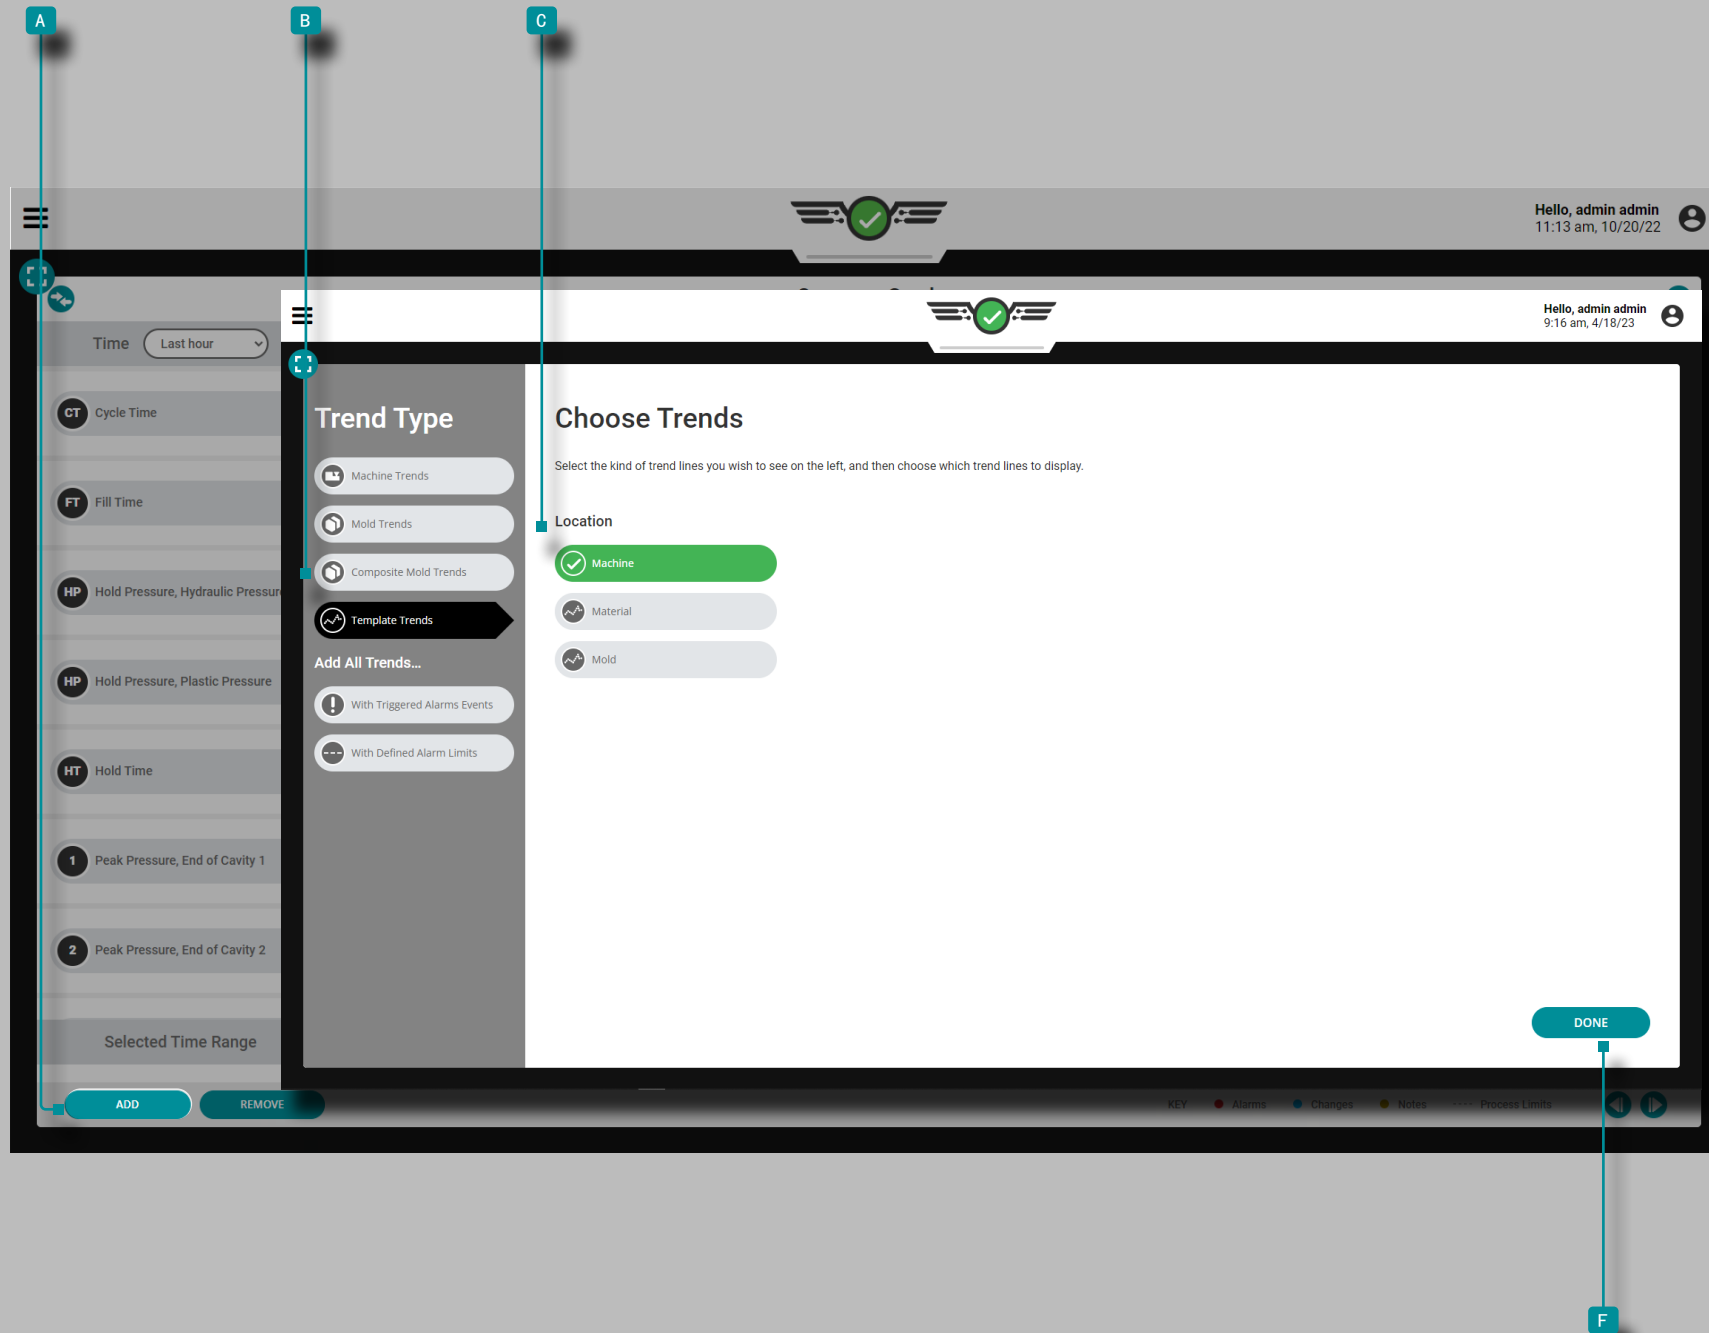 A
B
C
Hello, admin admin
11:13 am, 10/20/22
Time
Last hour
CT Cycle Time
FT Fill Time
HP Hold Pressure, Hydraulic Pressure
HP Hold Pressure, Plastic Pressure
HT Hold Time
1 Peak Pressure, End of Cavity 1
2 Peak Pressure, End of Cavity 2
Selected Time Range
ADD
REMOVE
Hello, admin admin
9:16 am, 4/18/23
Trend Type
Machine Trends
Mold Trends
Composite Mold Trends
Template Trends
Add All Trends...
With Triggered Alarms Events
With Defined Alarm Limits
Choose Trends
Select the kind of trend lines you wish to see on the left, and then choose which trend lines to display.
Location
Machine
Material
Mold
DONE
KEY Alarms Changes Notes Process Limits
F